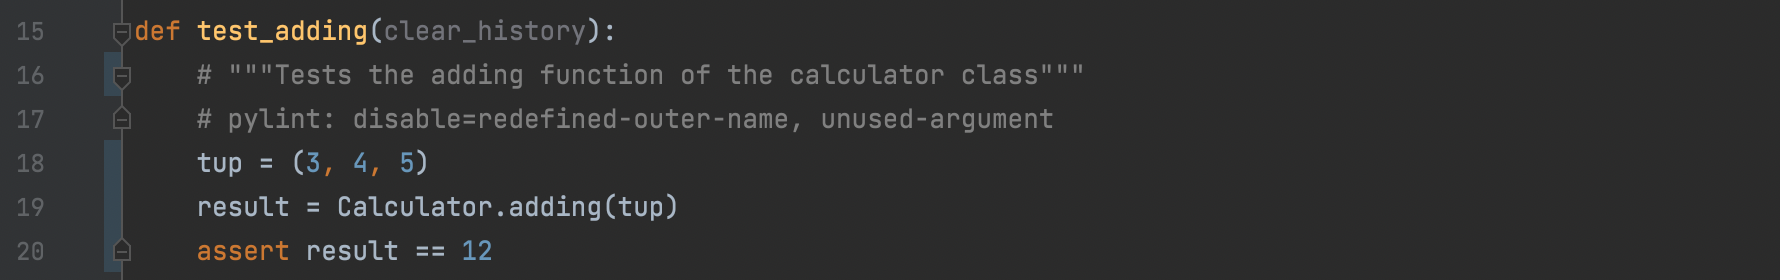 15 def test_adding(clear_history):
16     # """Tests the adding function of the calculator class"""
17     # pylint: disable=redefined-outer-name, unused-argument
18     tup = (3, 4, 5)
19     result = Calculator.adding(tup)
20     assert result == 12